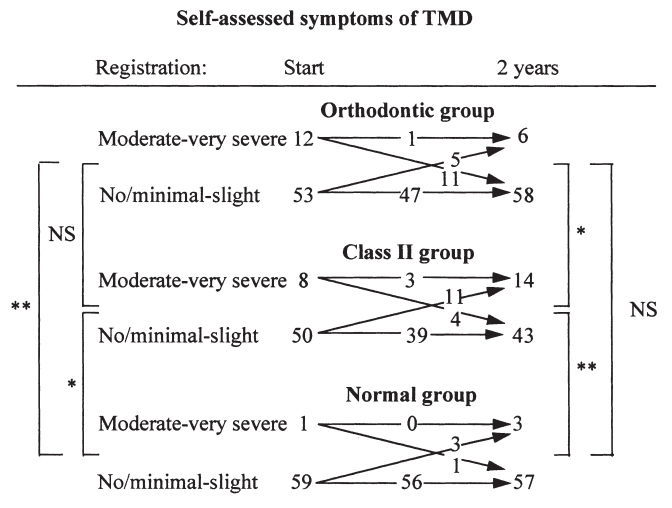 Self-assessed symptoms of TMD
Registration: Start 2 years
Orthodontic group
Moderate-very severe 12 1 6
5
11
No/minimal-slight 53 47 58
NS *
Class II group
Moderate-very severe 8 3 14
** 11 NS
4
No/minimal-slight 50 39 43
* **
Normal group
Moderate-very severe 1 0 3
3
1
No/minimal-slight 59 56 57